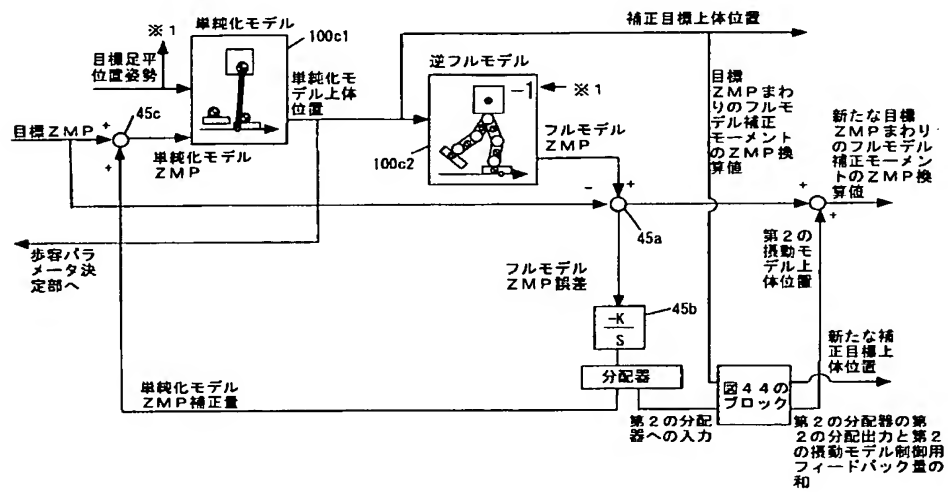 ※1
単純化モデル
100c1
補正目標上体位置
目標足平
位置姿勢
単純化モ
デル上体
位置
逆フルモデル
-1
※1
100c2
フルモデル
ZMP
目標
ZMPまわ
りのフルモ
デル補正
モーメント
のZMP換
算値
新たな目標
ZMPまわり
のフルモデル
補正モーメン
トのZMP換
算値
目標ZMP
+
+
45c
単純化モデル
ZMP
-
+
45a
+
+
歩容パラ
メータ決
定部へ
フルモデル
ZMP誤差
第2の
摂動モ
デル上
体位置
-K
S
45b
分配器
単純化モデル
ZMP補正量
第2の分配
器への入力
図44の
ブロック
新たな補
正目標上
体位置
第2の分配器の第
2の分配出力と第2
の摂動モデル制御用
フィードバック量の
和